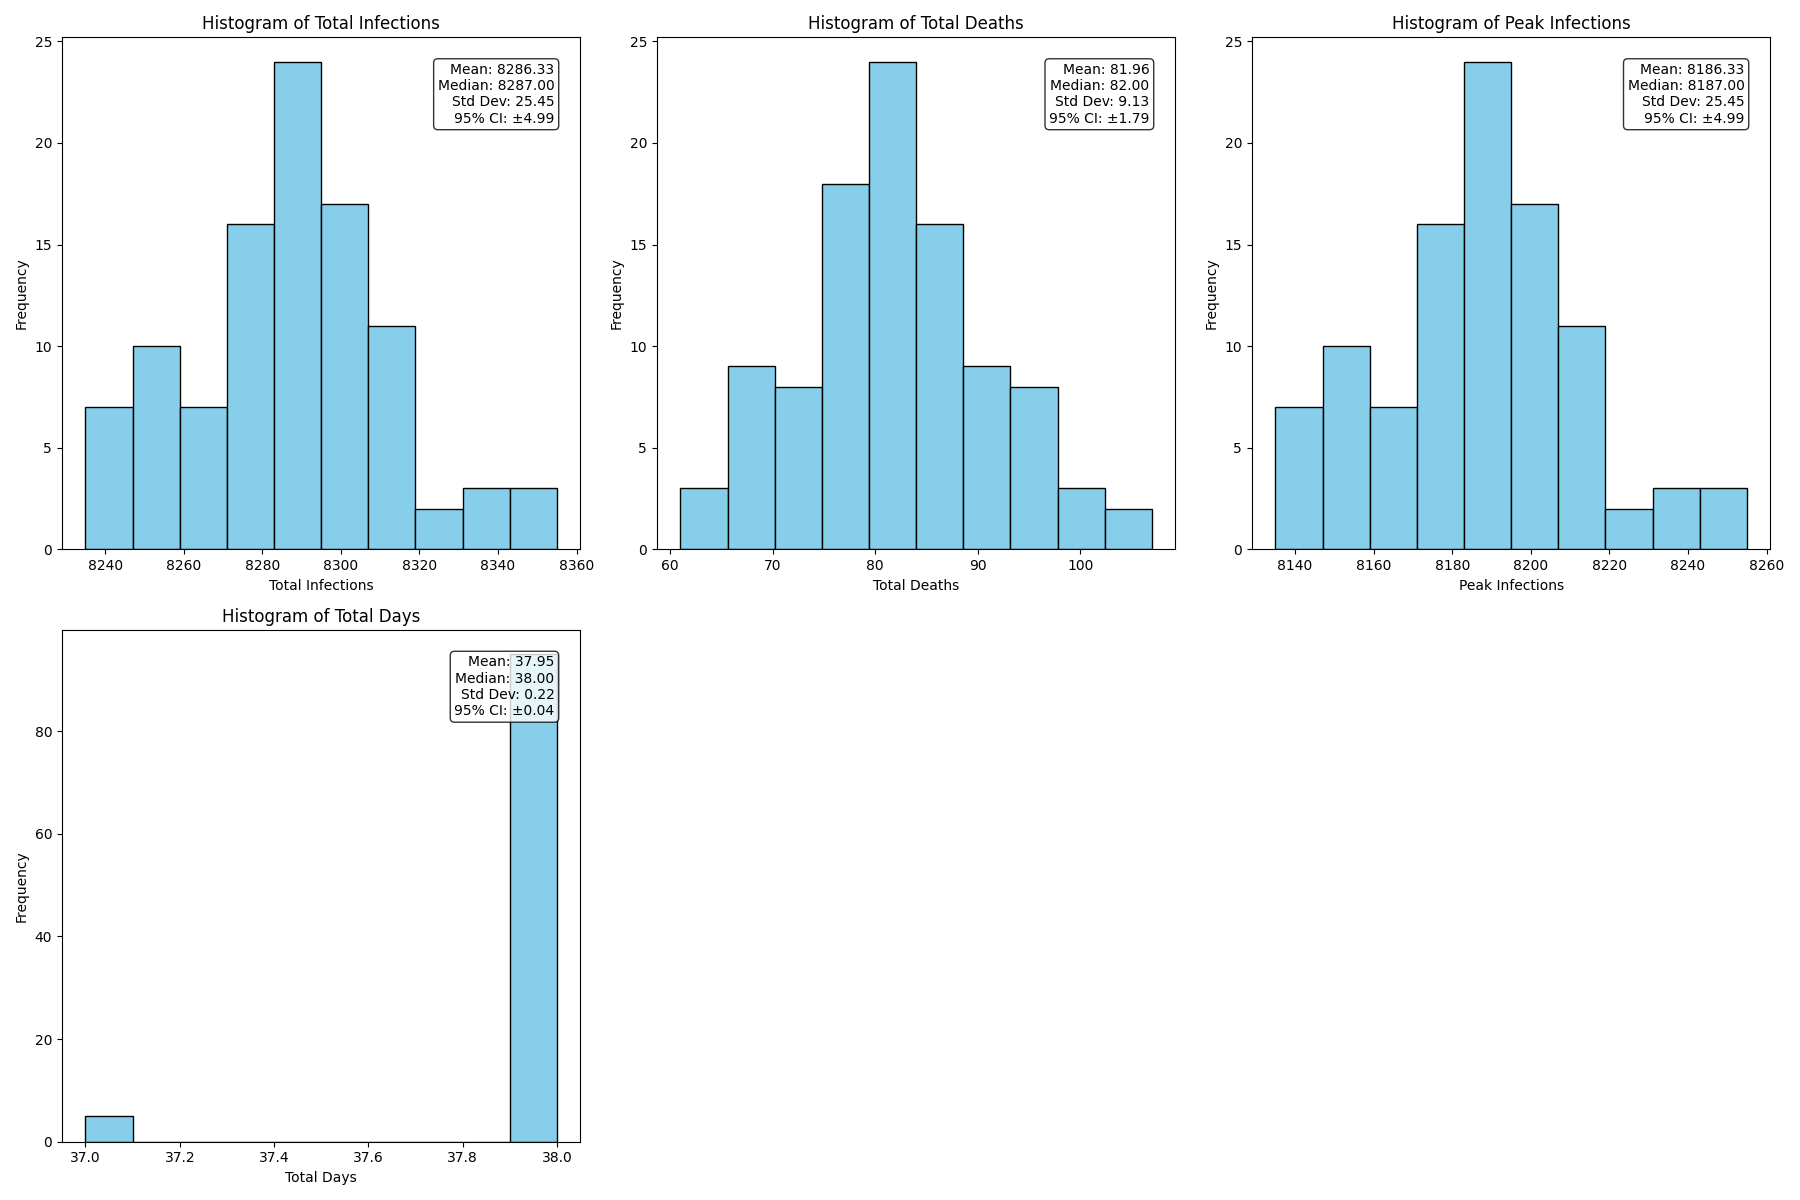 Histogram of Total Infections
25
20
15
10
5
0
Frequency
Mean: 8286.33
Median: 8287.00
Std Dev: 25.45
95% CI: ±4.99
8240 8260 8280 8300 8320 8340 8360
Total Infections
Histogram of Total Deaths
25
20
15
10
5
0
Frequency
Mean: 81.96
Median: 82.00
Std Dev: 9.13
95% CI: ±1.79
60 70 80 90 100
Total Deaths
Histogram of Peak Infections
25
20
15
10
5
0
Frequency
Mean: 8186.33
Median: 8187.00
Std Dev: 25.45
95% CI: ±4.99
8140 8160 8180 8200 8220 8240 8260
Peak Infections
Histogram of Total Days
80
60
40
20
0
Frequency
Mean: 37.95
Median: 38.00
Std Dev: 0.22
95% CI: ±0.04
37.0 37.2 37.4 37.6 37.8 38.0
Total Days